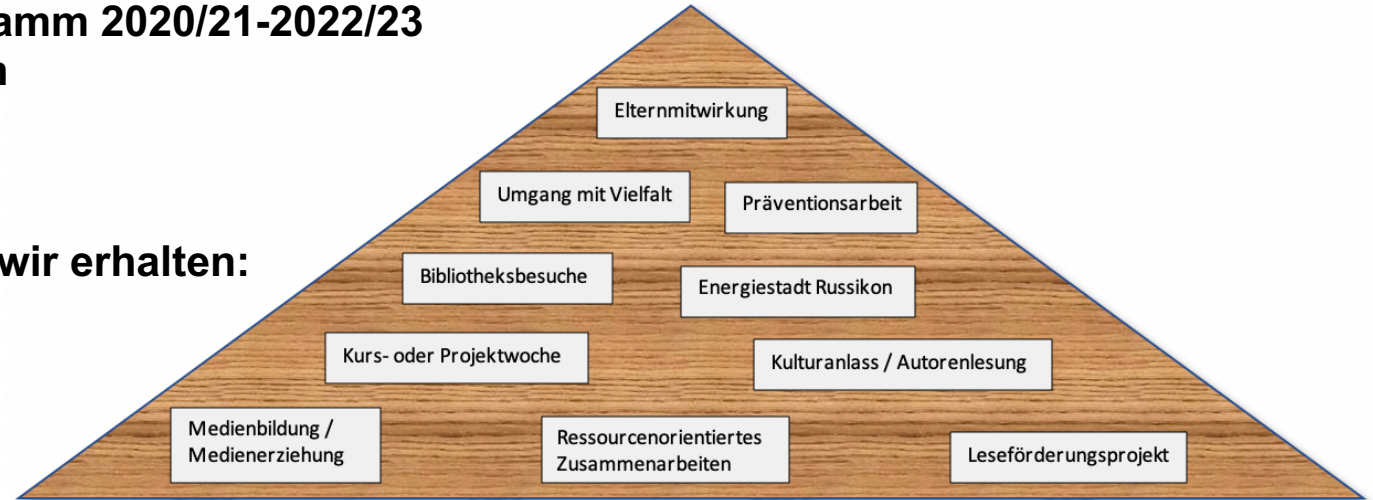 amm 2020/21-2022/23
n
wir erhalten:
Elternmitwirkung
Umgang mit Vielfalt
Präventionsarbeit
Bibliotheksbesuche
Energiestadt Russikon
Kurs- oder Projektwoche
Kulturanlass / Autorenlesung
Medienbildung /
Medienerziehung
Ressourcenorientiertes
Zusammenarbeiten
Leseförderungsprojekt